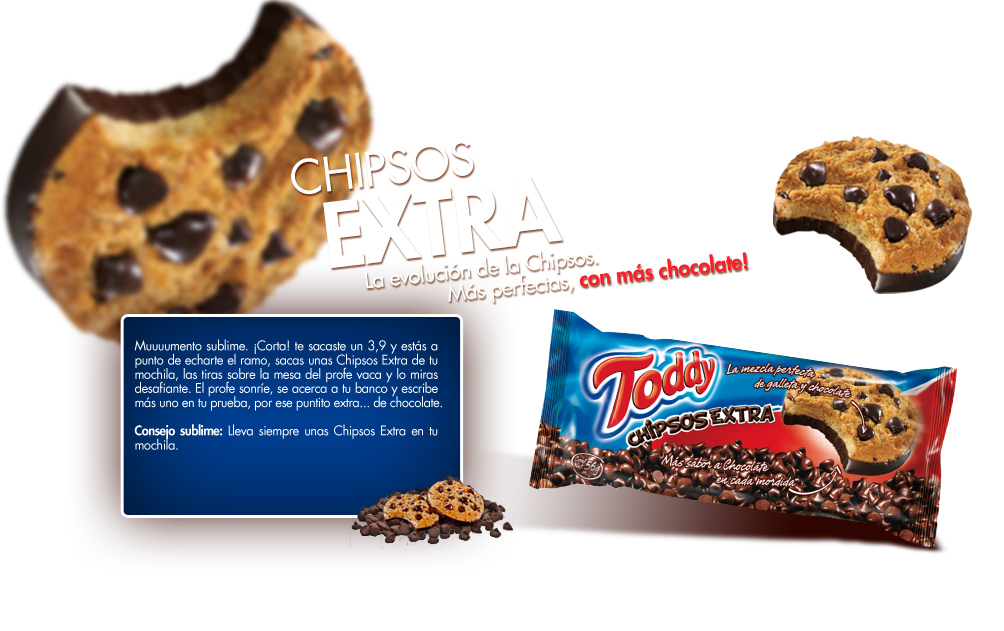 CHIPSOS
EXTRA
La evolución de la Chipsos.
Más perfectas, con más chocolate!
Muuuumento sublime. ¡Corta! te sacaste un 3,9 y estás a
punto de echarte el ramo, sacas unas Chipsos Extra de tu
mochila, las tiras sobre la mesa del profe vaca y lo miras
desafiante. El profe sonríe, se acerca a tu banco y escribe
más uno en tu prueba, por ese puntito extra... de chocolate.
Consejo sublime: Lleva siempre unas Chipsos Extra en tu
mochila.
Toddy
CHIPSOS EXTRA
La mezcla perfecta
de galleta y chocolate
Más sabor a Chocolate
en cada mordida
56g